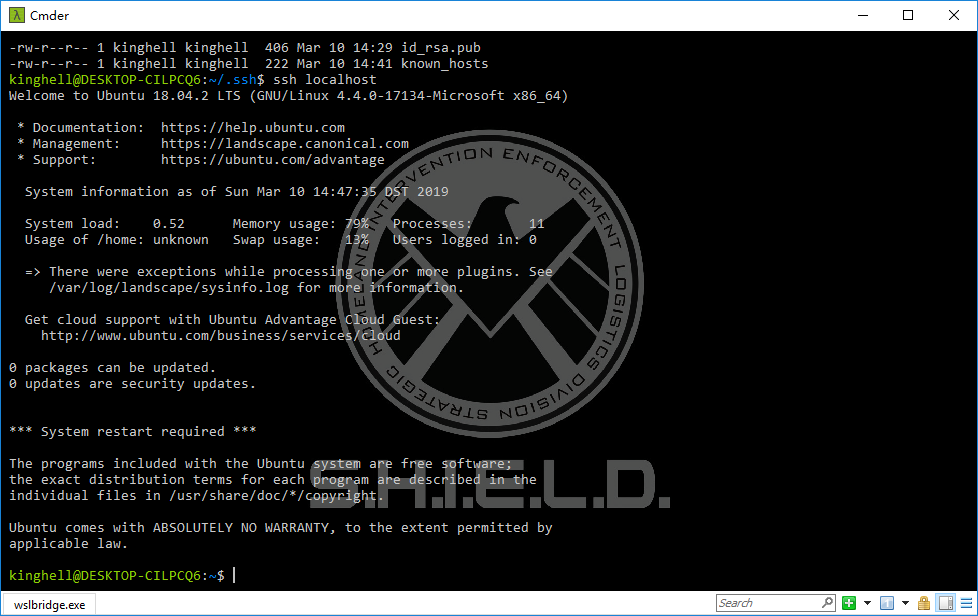 Cmder
-rw-r--r-- 1 kinghell kinghell  406 Mar 10 14:29 id_rsa.pub
-rw-r--r-- 1 kinghell kinghell  222 Mar 10 14:41 known_hosts
kinghell@DESKTOP-CILPCQ6:~/.ssh$ ssh localhost
Welcome to Ubuntu 18.04.2 LTS (GNU/Linux 4.4.0-17134-Microsoft x86_64)
 * Documentation:  https://help.ubuntu.com
 * Management:     https://landscape.canonical.com
 * Support:        https://ubuntu.com/advantage
  System information as of Sun Mar 10 14:47:35 DST 2019
  System load:    0.52      Memory usage: 79%   Processes:       11
  Usage of /home: unknown   Swap usage:   13%   Users logged in: 0
  => There were exceptions while processing one or more plugins. See
     /var/log/landscape/sysinfo.log for more information.
  Get cloud support with Ubuntu Advantage Cloud Guest:
    http://www.ubuntu.com/business/services/cloud
0 packages can be updated.
0 updates are security updates.
*** System restart required ***
The programs included with the Ubuntu system are free software;
the exact distribution terms for each program are described in the
individual files in /usr/share/doc/*/copyright.
Ubuntu comes with ABSOLUTELY NO WARRANTY, to the extent permitted by
applicable law.
kinghell@DESKTOP-CILPCQ6:~$
STRATEGIC HOMELAND INTERVENTION ENFORCEMENT LOGISTICS DIVISION
S.H.I.E.L.D.
wslbridge.exe
Search